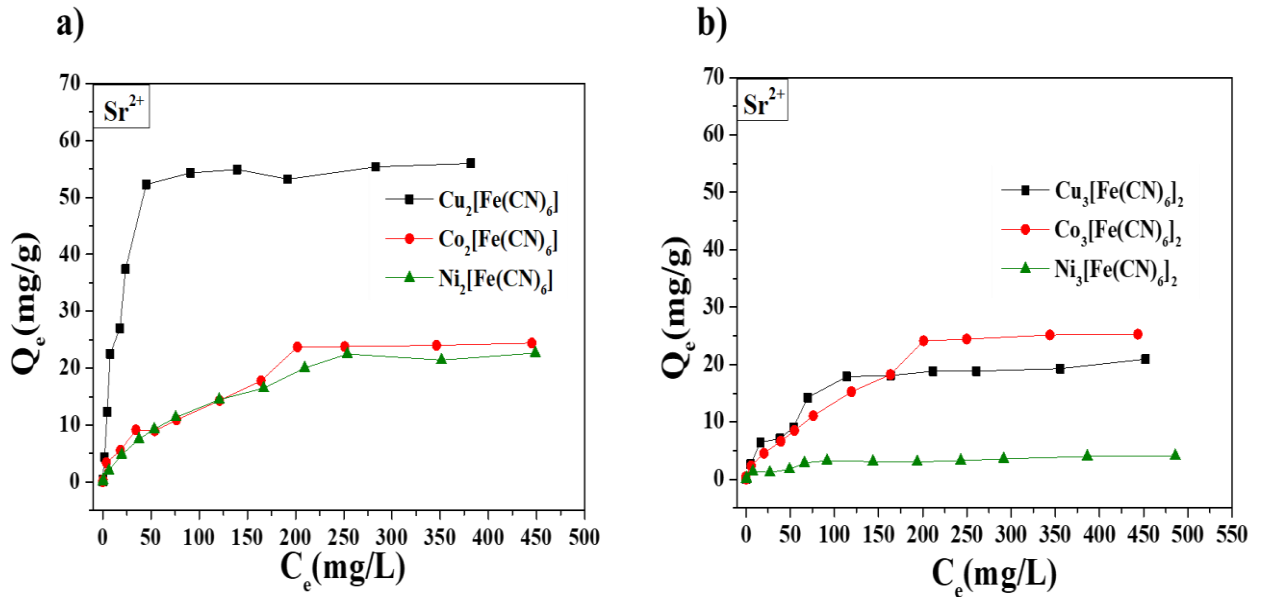 a)
70
60
50
40
30
20
10
0
Q_e(mg/g)
Sr²⁺
Cu₂[Fe(CN)₆]
Co₂[Fe(CN)₆]
Ni₂[Fe(CN)₆]
0 50 100 150 200 250 300 350 400 450 500
Cₑ(mg/L)
b)
70
60
50
40
30
20
10
0
Qₑ(mg/g)
Sr²⁺
Cu₃[Fe(CN)₆]₂
Co₃[Fe(CN)₆]₂
Ni₃[Fe(CN)₆]₂
0 50 100 150 200 250 300 350 400 450 500 550
Cₑ(mg/L)